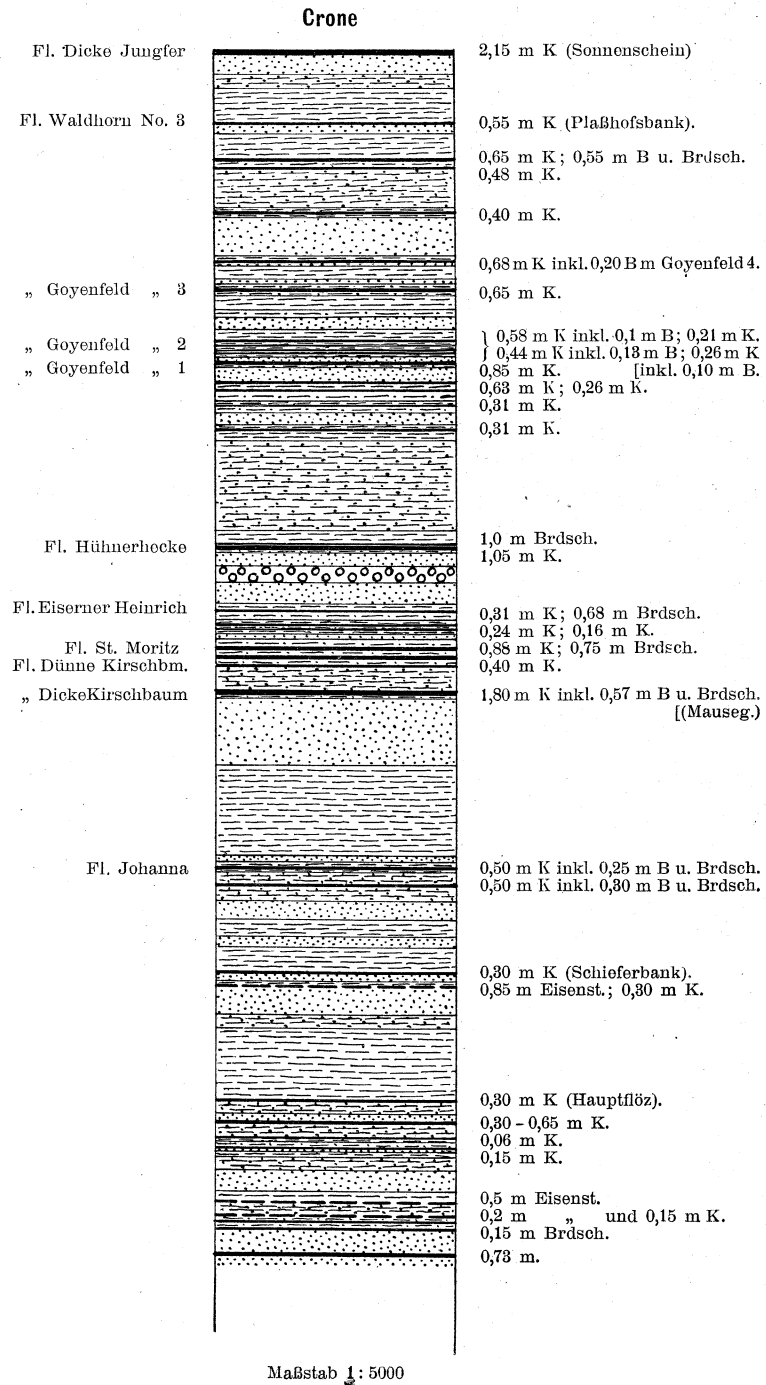 Crone
Fl. Dicke Jungfer 2,15 m K (Sonnenschein)
Fl. Waldhorn No. 3 0,55 m K (Plaßhofsbank).
0,65 m K; 0,55 m B u. Brdsch.
0,48 m K.
0,40 m K.
0,68 m K inkl. 0,20 B m Goyenfeld 4.
„ Goyenfeld „ 3 0,65 m K.
} 0,58 m K inkl. 0,1 m B; 0,21 m K.
„ Goyenfeld „ 2 } 0,44 m K inkl. 0,13 m B; 0,26 m K
„ Goyenfeld „ 1 0,85 m K. [inkl. 0,10 m B.
0,63 m K; 0,26 m K.
0,31 m K.
0,31 m K.
1,0 m Brdsch.
Fl. Hühnerhecke 1,05 m K.
Fl. Eiserner Heinrich 0,31 m K; 0,68 m Brdsch.
0,24 m K; 0,16 m K.
Fl. St. Moritz 0,88 m K; 0,75 m Brdsch.
Fl. Dünne Kirschbm. 0,40 m K.
„ Dicke Kirschbaum 1,80 m K inkl. 0,57 m B u. Brdsch.
[(Mauseg.)
Fl. Johanna 0,50 m K inkl. 0,25 m B u. Brdsch.
0,50 m K inkl. 0,30 m B u. Brdsch.
0,30 m K (Schieferbank).
0,85 m Eisenst.; 0,30 m K.
0,30 m K (Hauptflöz).
0,30 - 0,65 m K.
0,06 m K.
0,15 m K.
0,5 m Eisenst.
0,2 m „ und 0,15 m K.
0,15 m Brdsch.
0,73 m.
Maßstab 1 : 5000